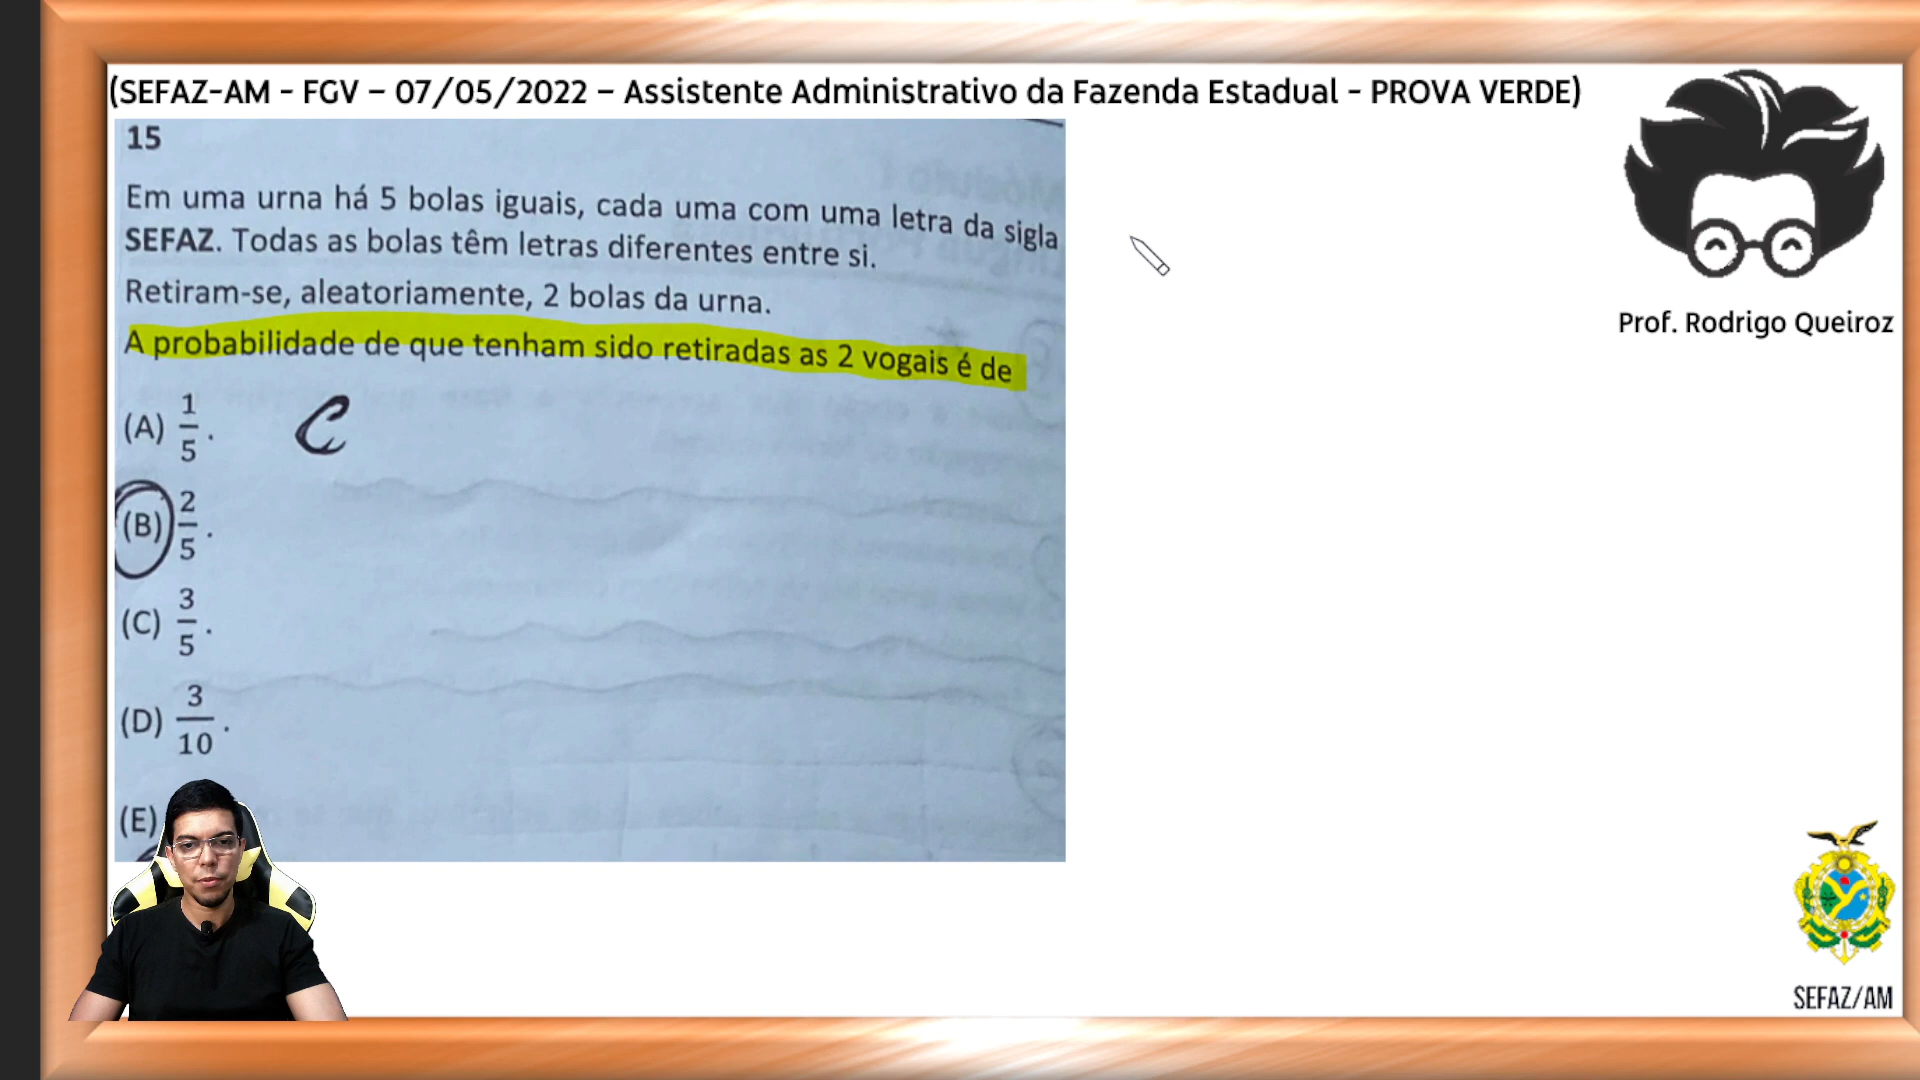 (SEFAZ-AM - FGV – 07/05/2022 – Assistente Administrativo da Fazenda Estadual - PROVA VERDE)
15
Em uma urna há 5 bolas iguais, cada uma com uma letra da sigla
SEFAZ. Todas as bolas têm letras diferentes entre si.
Retiram-se, aleatoriamente, 2 bolas da urna.
A probabilidade de que tenham sido retiradas as 2 vogais é de
(A) 1/5.
C
(B) 2/5.
(C) 3/5.
(D) 3/10.
(E)
Prof. Rodrigo Queiroz
SEFAZ/AM